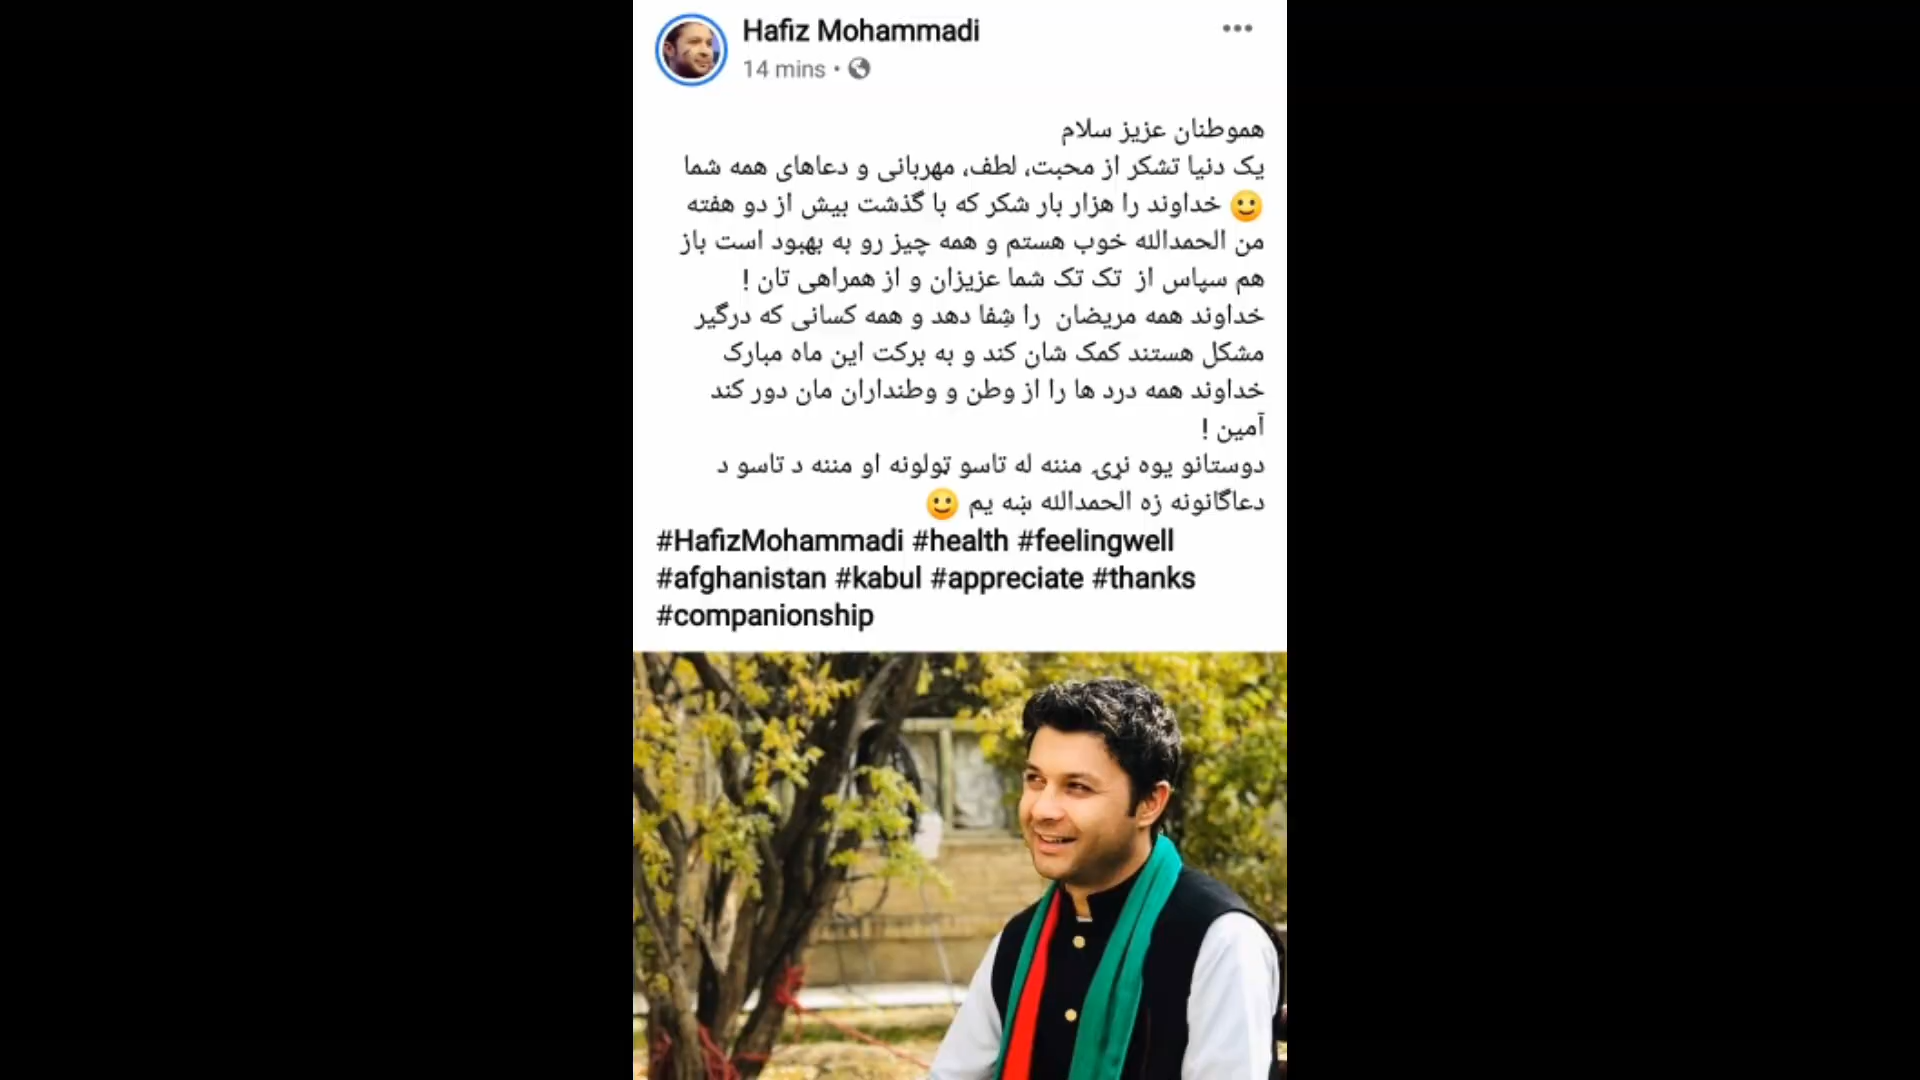 Hafiz Mohammadi
14 mins •
هموطنان عزیز سلام
یک دنیا تشکر از محبت، لطف، مهربانی و دعاهای همه شما
🙂 خداوند را هزار بار شکر که با گذشت بیش از دو هفته
من الحمدالله خوب هستم و همه چیز رو به بهبود است باز
هم سپاس از تک تک شما عزیزان و از همراهی تان !
خداوند همه مریضان را شِفا دهد و همه کسانی که درگیر
مشکل هستند کمک شان کند و به برکت این ماه مبارک
خداوند همه درد ها را از وطن و وطنداران مان دور کند
آمین !
دوستانو یوه نړۍ مننه له تاسو ټولونه او مننه د تاسو د
دعاګانونه زه الحمدالله ښه یم 🙂
#HafizMohammadi #health #feelingwell
#afghanistan #kabul #appreciate #thanks
#companionship